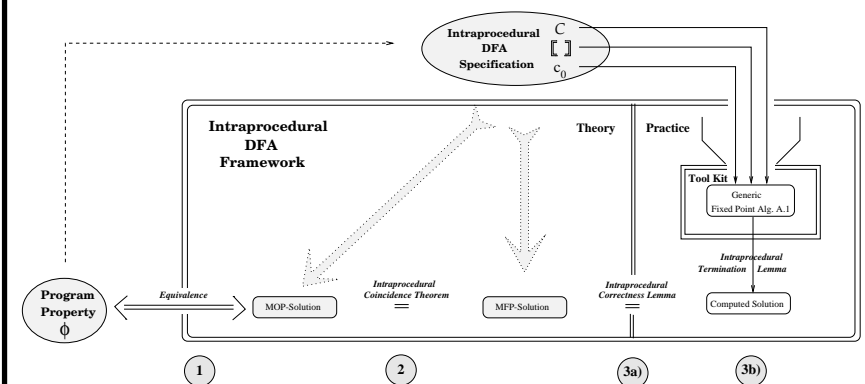 Intraprocedural
DFA
Specification
C
[[ ]]
c0
Intraprocedural
DFA
Framework
Theory
Practice
Tool Kit
Generic
Fixed Point Alg. A.1
Intraprocedural
Termination Lemma
Program
Property
ϕ
Equivalence
MOP-Solution
Intraprocedural
Coincidence Theorem
=
MFP-Solution
Intraprocedural
Correctness Lemma
=
Computed Solution
1
2
3a)
3b)